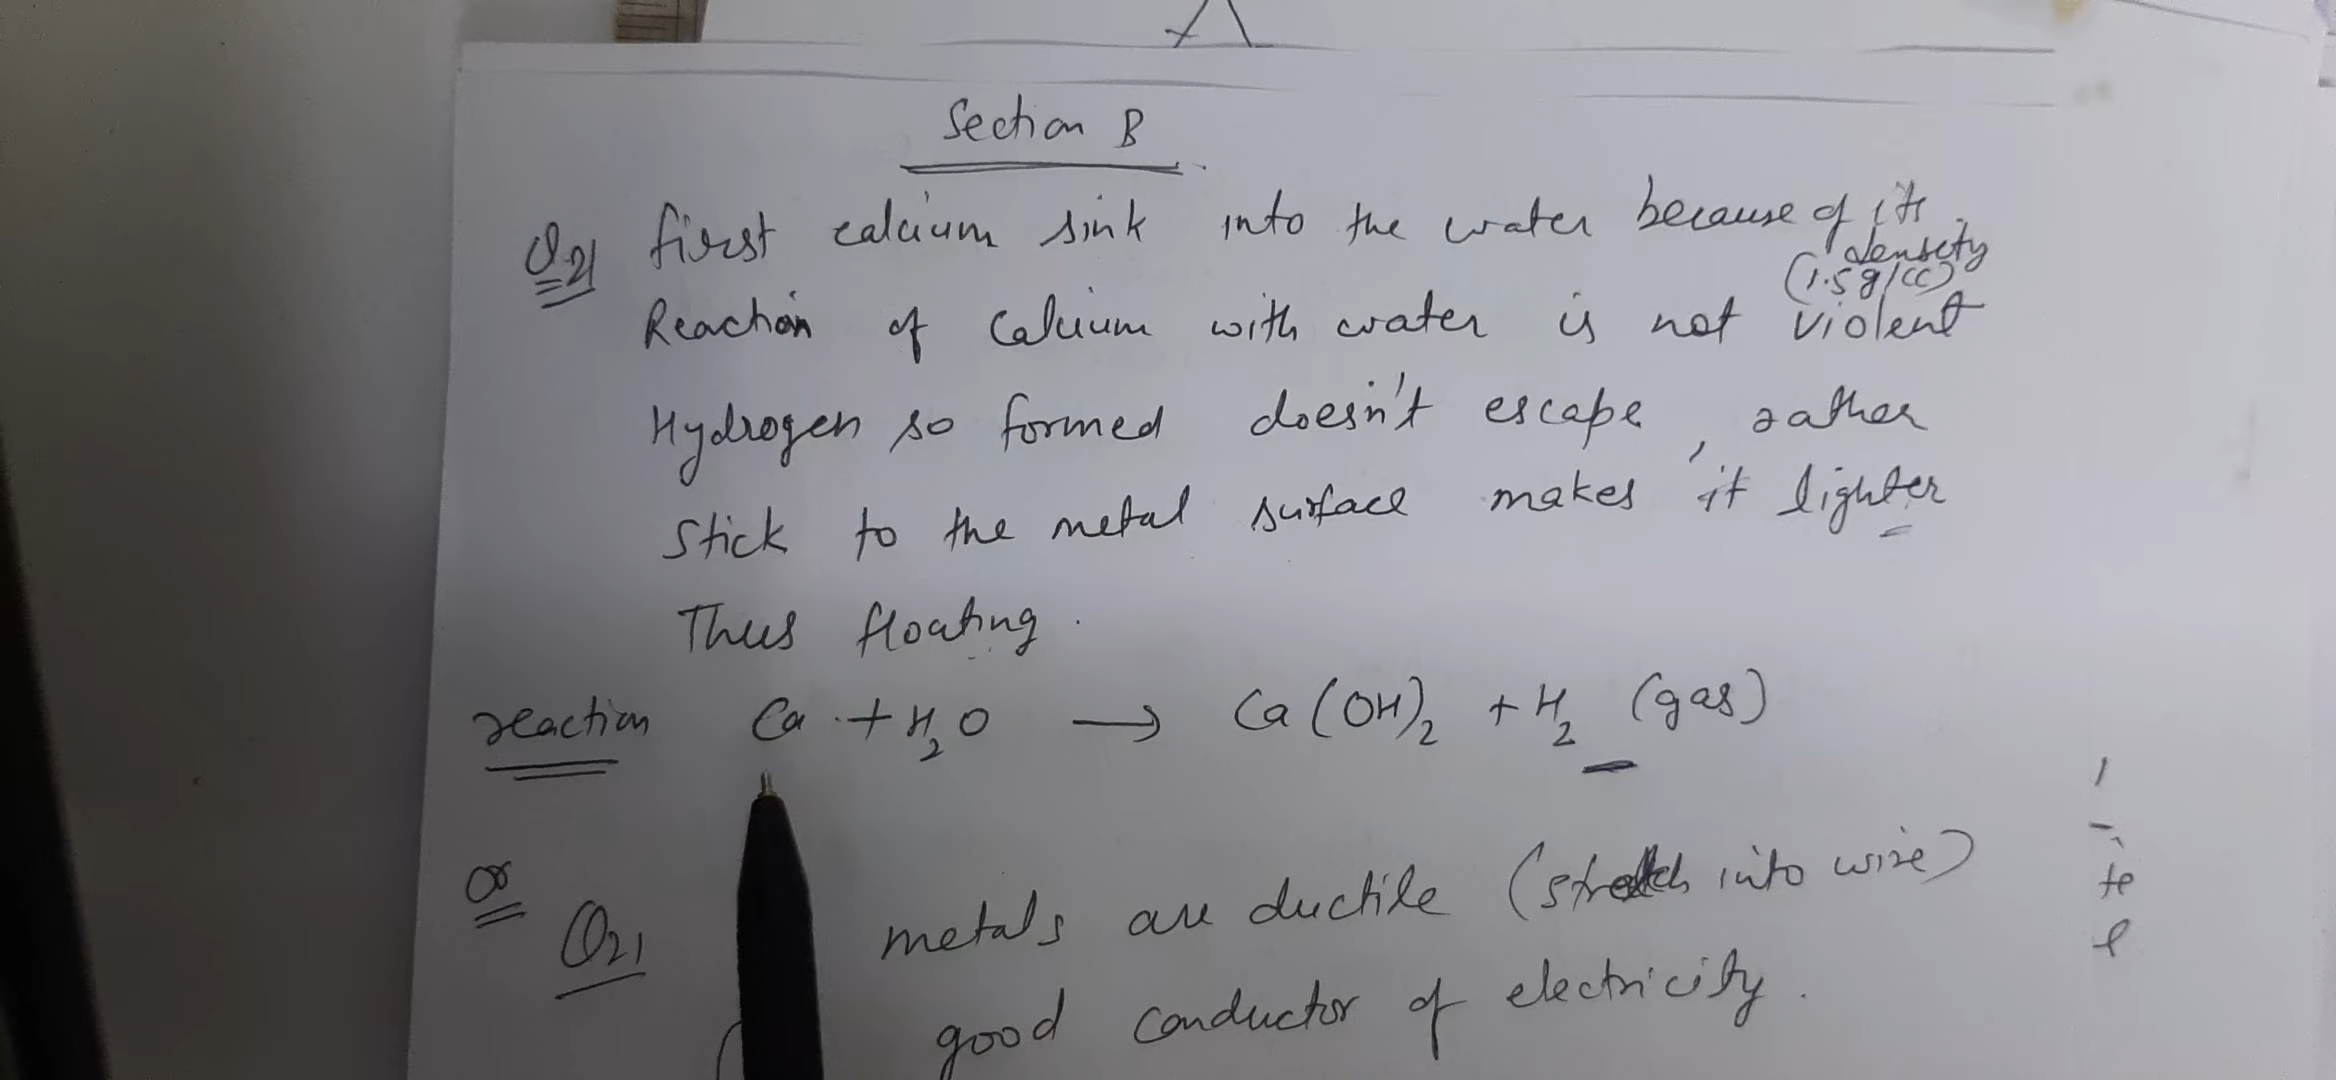 Section B
Q21 first calcium sink into the water because of its
density
(1.5g/cc)
Reaction of Calcium with water is not violent
Hydrogen so formed doesn't escape, rather
Stick to the metal surface makes it lighter
Thus floating.
reaction Ca + H₂O → Ca(OH)₂ + H₂ (gas)
or
Q21 metals are ductile (stretch into wire)
good conductor of electricity.